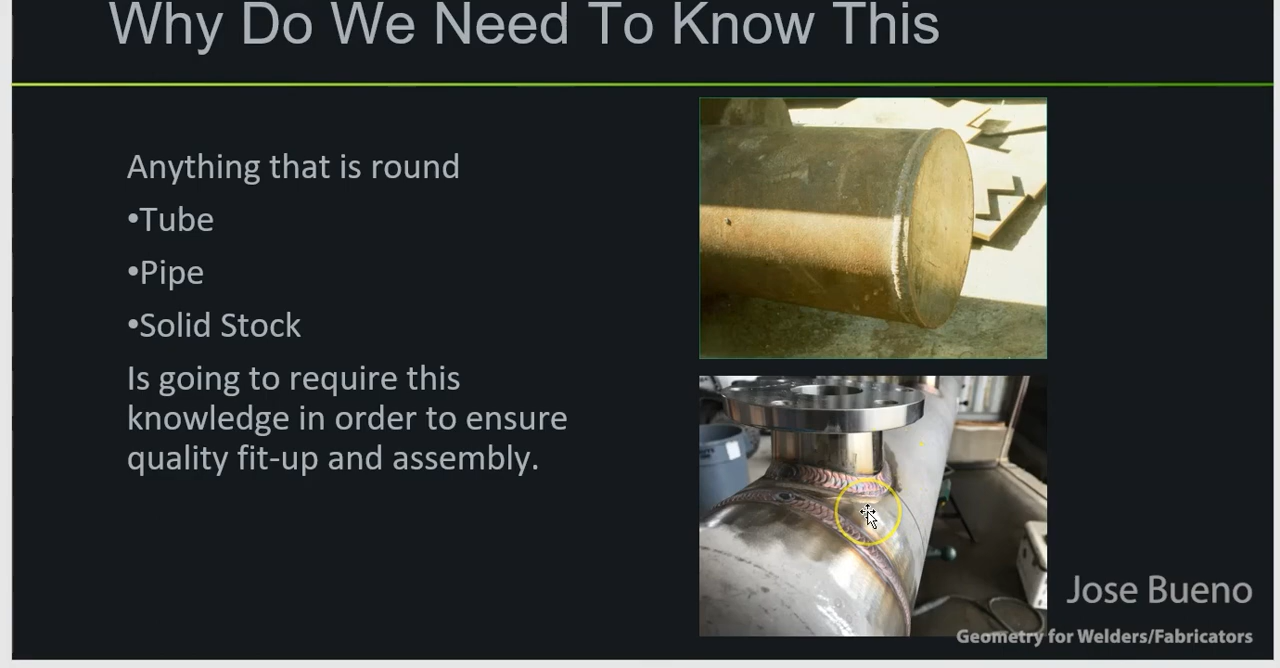 Why Do We Need To Know This
Anything that is round
•Tube
•Pipe
•Solid Stock
Is going to require this
knowledge in order to ensure
quality fit-up and assembly.
Jose Bueno
Geometry for Welders/Fabricators